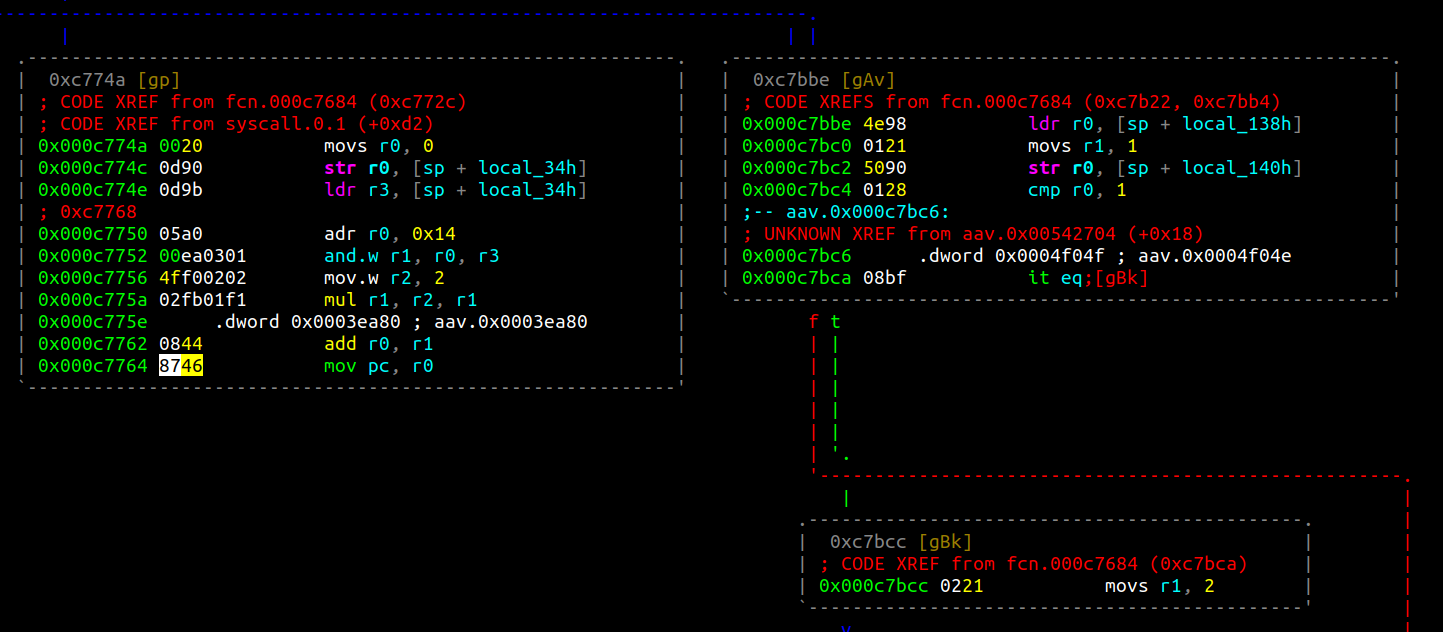 0xc774a [gp]
; CODE XREF from fcn.000c7684 (0xc772c)
; CODE XREF from syscall.0.1 (+0xd2)
0x000c774a 0020 movs r0, 0
0x000c774c 0d90 str r0, [sp + local_34h]
0x000c774e 0d9b ldr r3, [sp + local_34h]
; 0xc7768
0x000c7750 05a0 adr r0, 0x14
0x000c7752 00ea0301 and.w r1, r0, r3
0x000c7756 4ff00202 mov.w r2, 2
0x000c775a 02fb01f1 mul r1, r2, r1
0x000c775e .dword 0x0003ea80 ; aav.0x0003ea80
0x000c7762 0844 add r0, r1
0x000c7764 8746 mov pc, r0
0xc7bbe [gAv]
; CODE XREFS from fcn.000c7684 (0xc7b22, 0xc7bb4)
0x000c7bbe 4e98 ldr r0, [sp + local_138h]
0x000c7bc0 0121 movs r1, 1
0x000c7bc2 5090 str r0, [sp + local_140h]
0x000c7bc4 0128 cmp r0, 1
;-- aav.0x000c7bc6:
; UNKNOWN XREF from aav.0x00542704 (+0x18)
0x000c7bc6 .dword 0x0004f04f ; aav.0x0004f04e
0x000c7bca 08bf it eq;[gBk]
f t
0xc7bcc [gBk]
; CODE XREF from fcn.000c7684 (0xc7bca)
0x000c7bcc 0221 movs r1, 2
v